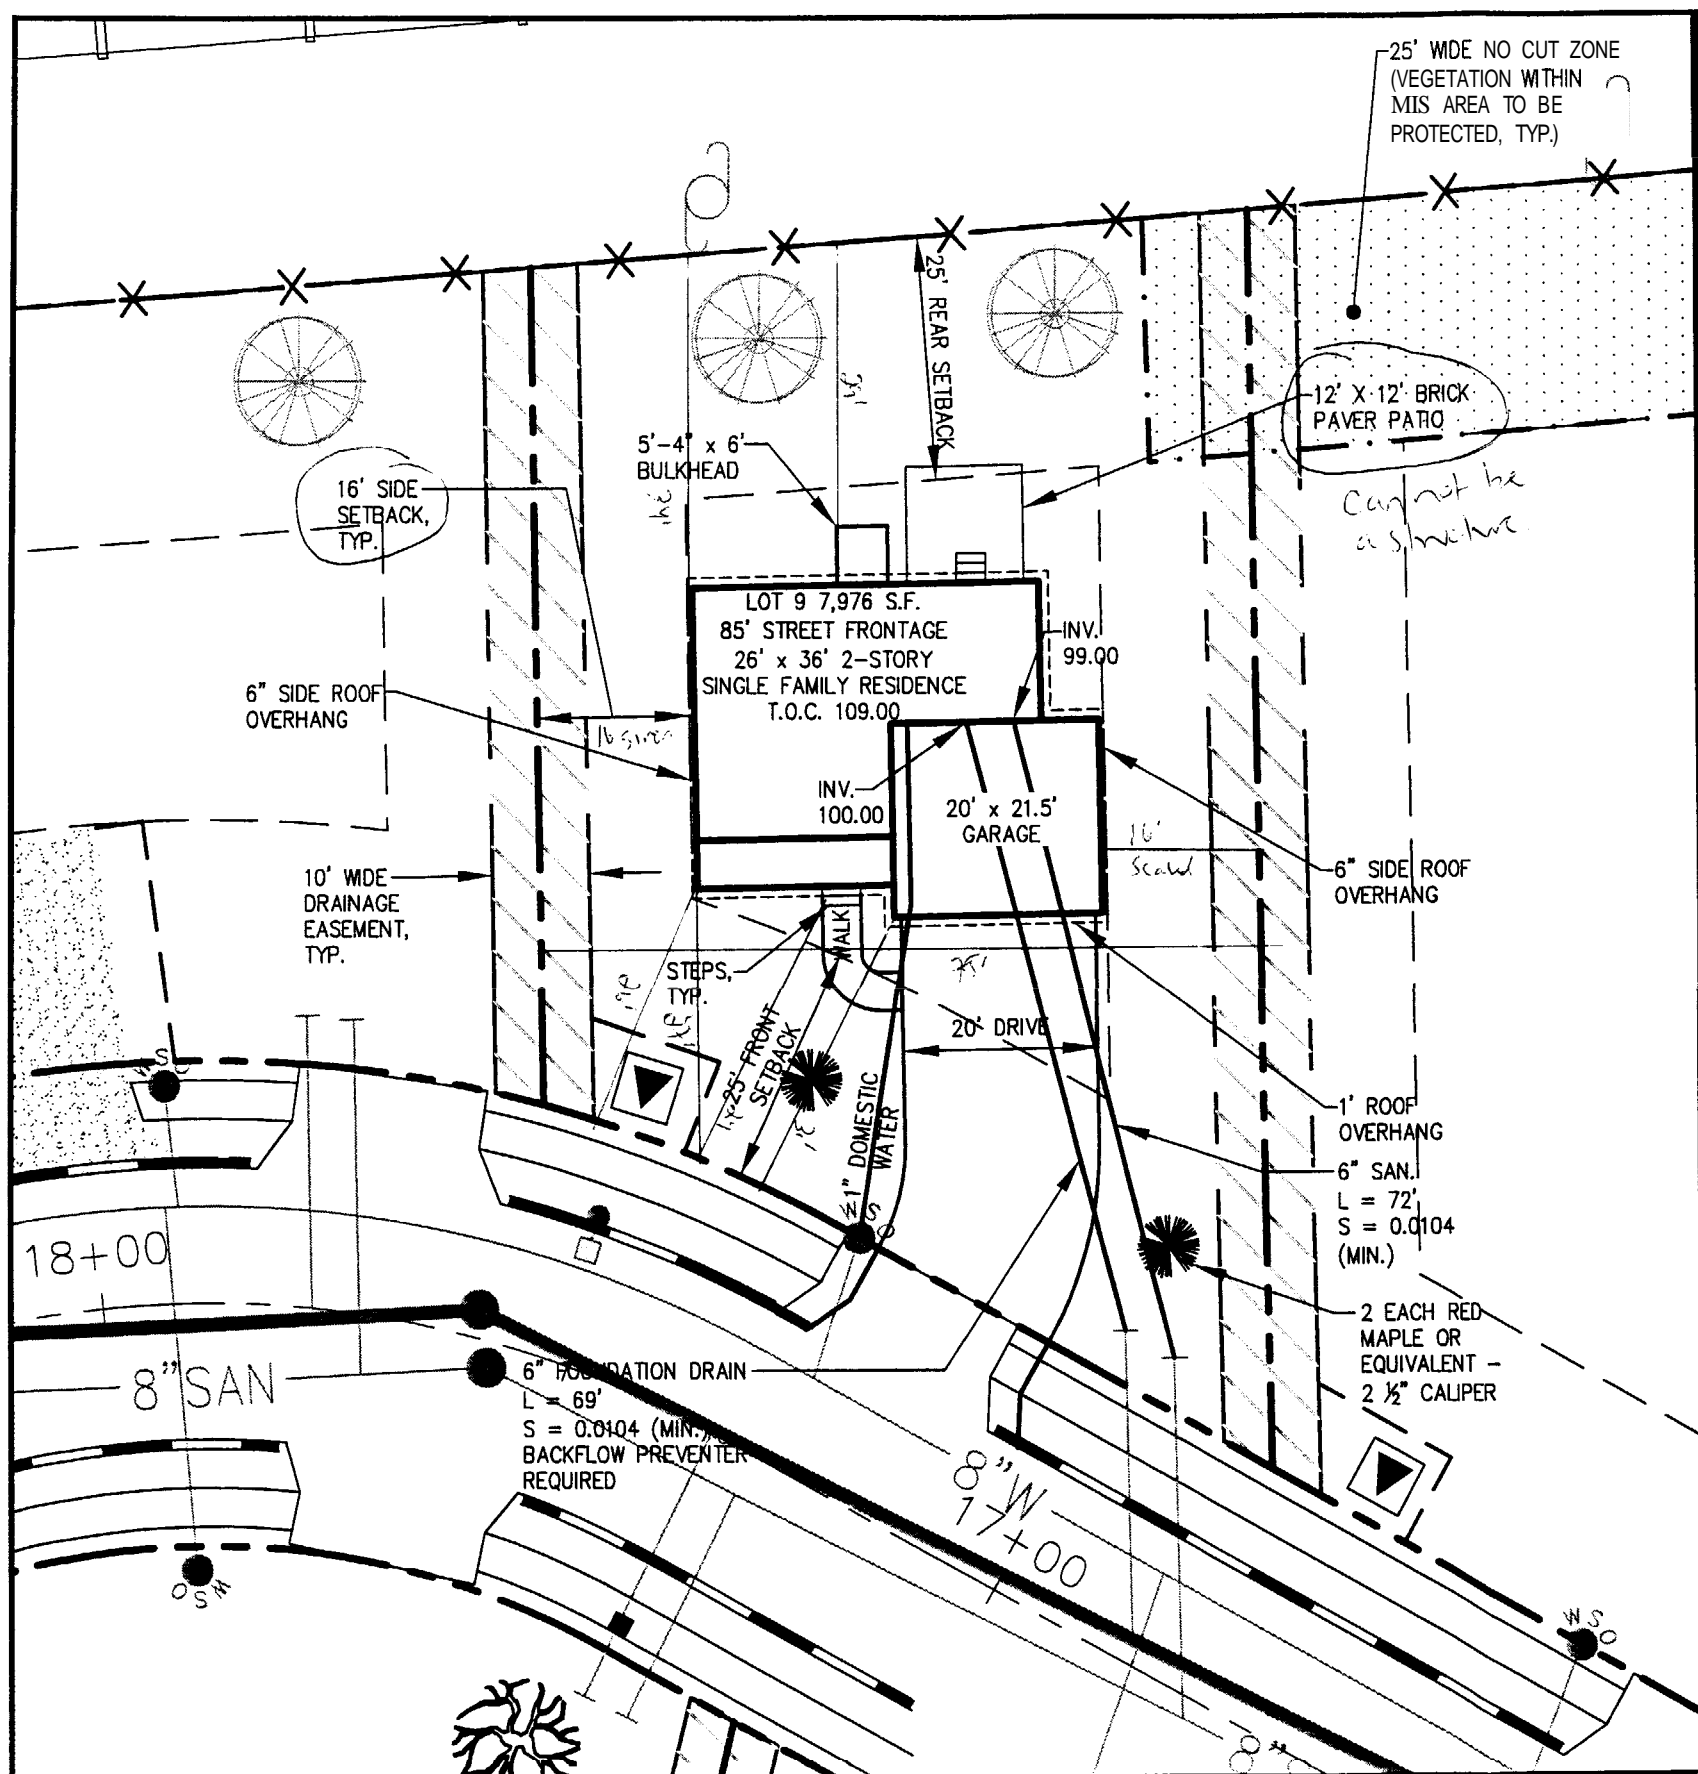 25' WIDE NO CUT ZONE
(VEGETATION WITHIN
MIS AREA TO BE
PROTECTED, TYP.)
25' REAR SETBACK
12' X 12' BRICK
PAVER PATIO
Cannot be
a structure
5'-4" x 6'
BULKHEAD
16' SIDE
SETBACK,
TYP.
LOT 9 7,976 S.F.
85' STREET FRONTAGE
26' x 36' 2-STORY
SINGLE FAMILY RESIDENCE
T.O.C. 109.00
INV.
99.00
6" SIDE ROOF
OVERHANG
INV.
100.00
20' x 21.5'
GARAGE
16'
Scaled
6" SIDE ROOF
OVERHANG
10' WIDE
DRAINAGE
EASEMENT,
TYP.
WALK
STEPS,
TYP.
75'
20' DRIVE
25' FRONT
SETBACK
1" DOMESTIC
WATER
1' ROOF
OVERHANG
6" SAN.
L = 72'
S = 0.0104
(MIN.)
W S O
W S O
18+00
2 EACH RED
MAPLE OR
EQUIVALENT -
2 ½" CALIPER
8" SAN
6" FOUNDATION DRAIN
L = 69'
S = 0.0104 (MIN.)
BACKFLOW PREVENTER
REQUIRED
8" W
17+00
W S O
W S O